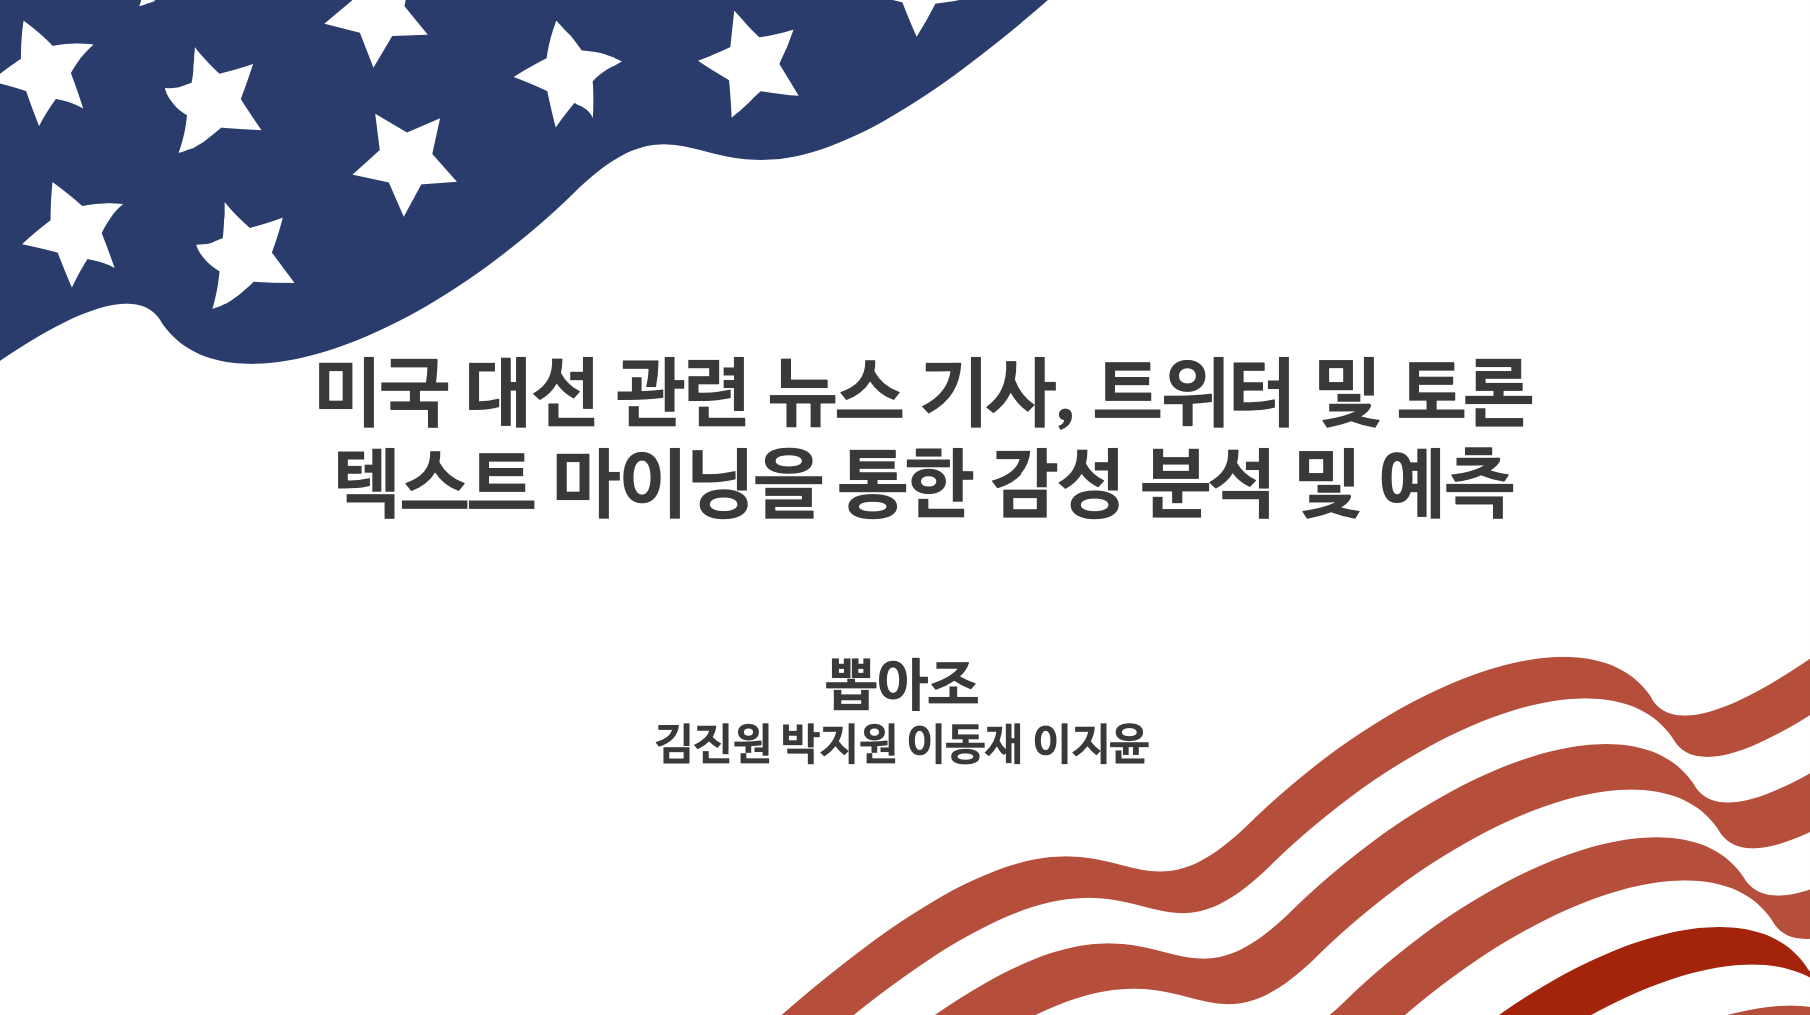 미국 대선 관련 뉴스 기사, 트위터 및 토론
텍스트 마이닝을 통한 감성 분석 및 예측
뽑아조
김진원 박지원 이동재 이지윤